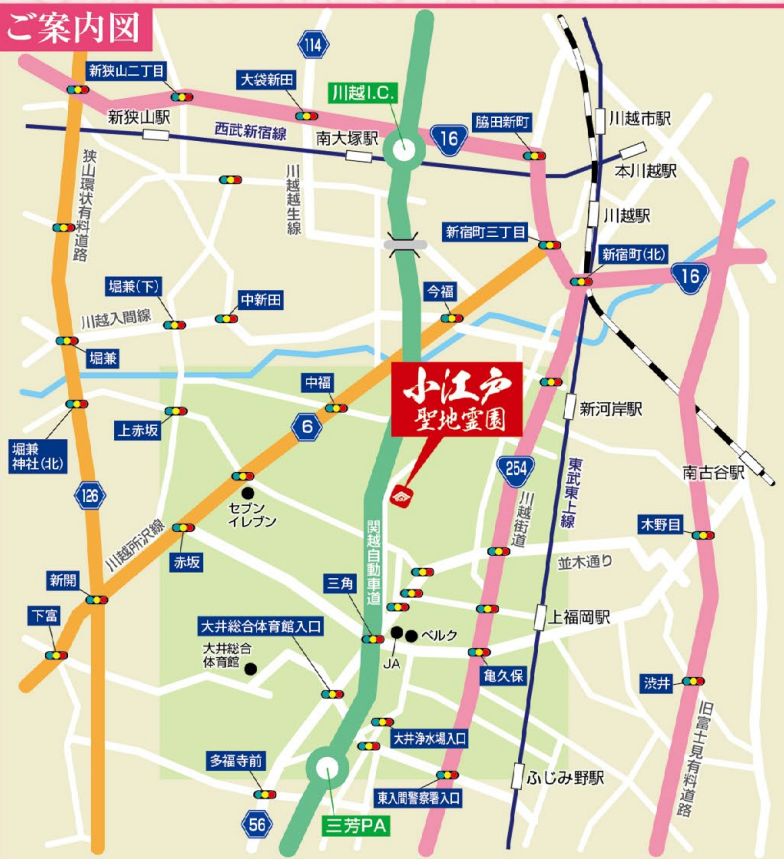 ご案内図
114
新狭山二丁目
大袋新田
川越I.C.
新狭山駅
西武新宿線
南大塚駅
16
脇田新町
川越市駅
本川越駅
狭山環状有料道路
川越越生線
川越駅
新宿町三丁目
新宿町(北)
16
堀兼(下)
中新田
今福
川越入間線
堀兼
中福
小江戸
聖地霊園
上赤坂
6
新河岸駅
堀兼
神社(北)
254
川越街道
東武東上線
南古谷駅
126
セブン
イレブン
川越所沢線
赤坂
関越自動車道
木野目
並木通り
新開
三角
下富
大井総合体育館入口
大井総合
体育館
JA
ベルク
上福岡駅
亀久保
渋井
旧富士見有料道路
大井浄水場入口
多福寺前
東入間警察署入口
ふじみ野駅
56
三芳PA